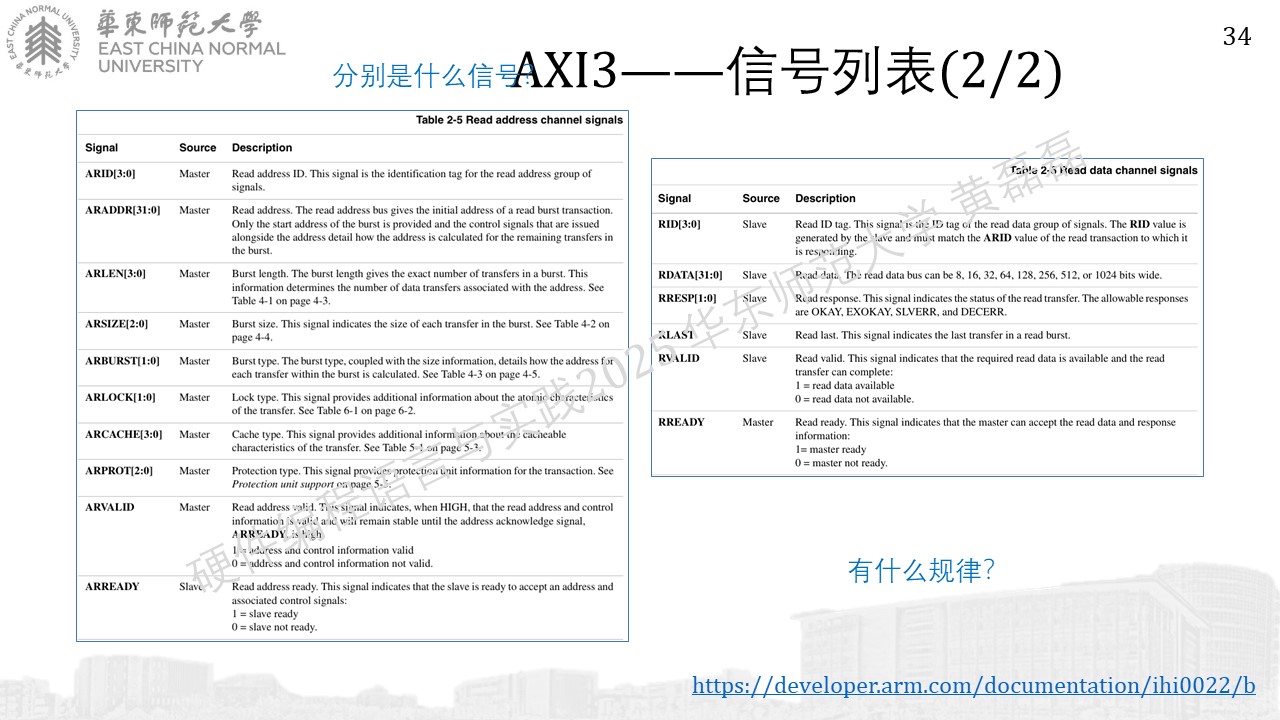 34
華東師範大學
EAST CHINA NORMAL
UNIVERSITY
EAST CHINA NORMAL UNIVERSITY
華東師範大學
分别是什么信号?
AXI3——信号列表(2/2)
Table 2-5 Read address channel signals
Signal Source Description
ARID[3:0] Master Read address ID. This signal is the identification tag for the read address group of
signals.
ARADDR[31:0] Master Read address. The read address bus gives the initial address of a read burst transaction.
Only the start address of the burst is provided and the control signals that are issued
alongside the address detail how the address is calculated for the remaining transfers in
the burst.
ARLEN[3:0] Master Burst length. The burst length gives the exact number of transfers in a burst. This
information determines the number of data transfers associated with the address. See
Table 4-1 on page 4-3.
ARSIZE[2:0] Master Burst size. This signal indicates the size of each transfer in the burst. See Table 4-2 on
page 4-4.
ARBURST[1:0] Master Burst type. The burst type, coupled with the size information, details how the address for
each transfer within the burst is calculated. See Table 4-3 on page 4-5.
ARLOCK[1:0] Master Lock type. This signal provides additional information about the atomic characteristics
of the transfer. See Table 6-1 on page 6-2.
ARCACHE[3:0] Master Cache type. This signal provides additional information about the cacheable
characteristics of the transfer. See Table 5-1 on page 5-3.
ARPROT[2:0] Master Protection type. This signal provides protection unit information for the transaction. See
Protection unit support on page 5-5.
ARVALID Master Read address valid. This signal indicates, when HIGH, that the read address and control
information is valid and will remain stable until the address acknowledge signal,
ARREADY, is high.
1 = address and control information valid
0 = address and control information not valid.
ARREADY Slave Read address ready. This signal indicates that the slave is ready to accept an address and
associated control signals:
1 = slave ready
0 = slave not ready.
Table 2-6 Read data channel signals
Signal Source Description
RID[3:0] Slave Read ID tag. This signal is the ID tag of the read data group of signals. The RID value is
generated by the slave and must match the ARID value of the read transaction to which it
is responding.
RDATA[31:0] Slave Read data. The read data bus can be 8, 16, 32, 64, 128, 256, 512, or 1024 bits wide.
RRESP[1:0] Slave Read response. This signal indicates the status of the read transfer. The allowable responses
are OKAY, EXOKAY, SLVERR, and DECERR.
RLAST Slave Read last. This signal indicates the last transfer in a read burst.
RVALID Slave Read valid. This signal indicates that the required read data is available and the read
transfer can complete:
1 = read data available
0 = read data not available.
RREADY Master Read ready. This signal indicates that the master can accept the read data and response
information:
1= master ready
0 = master not ready.
硬件编程语言与实践2025华东师范大学 黄磊磊
有什么规律?
https://developer.arm.com/documentation/ihi0022/b